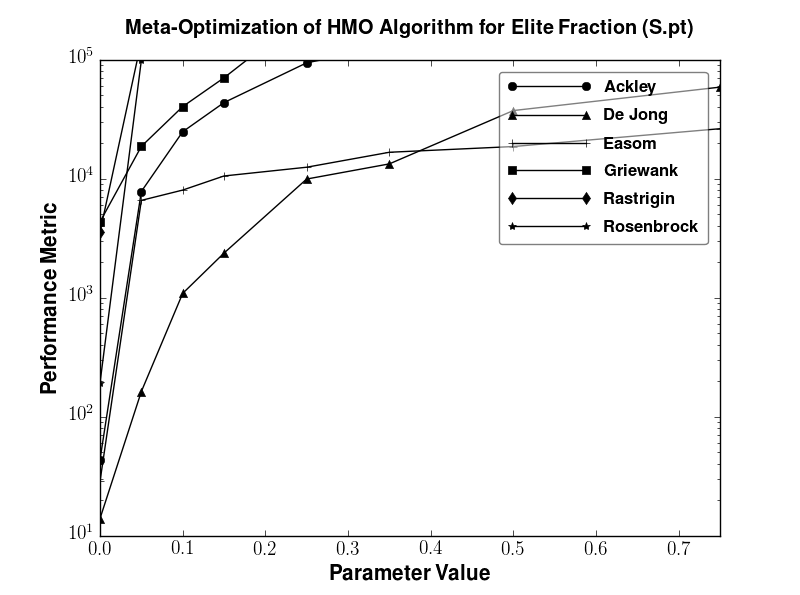 Meta-Optimization of HMO Algorithm for Elite Fraction (S.pt)
10^5
10^4
10^3
10^2
10^1
Performance Metric
Ackley
De Jong
Easom
Griewank
Rastrigin
Rosenbrock
0.0 0.1 0.2 0.3 0.4 0.5 0.6 0.7
Parameter Value